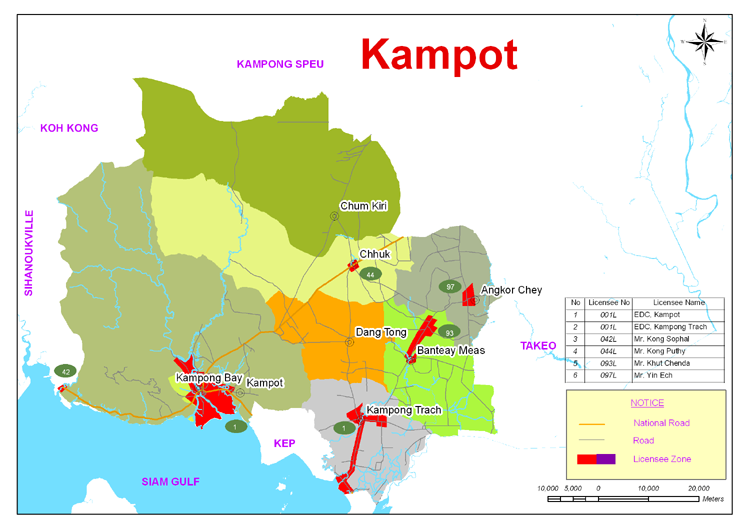 Kampot
KAMPONG SPEU
KOH KONG
SIHANOUKVILLE
N
W E
S
Chum Kiri
Chhuk
44
97
Angkor Chey
93
Dang Tong
Banteay Meas
TAKEO
42
Kampong Bay
Kampot
Kampong Trach
1
1
KEP
SIAM GULF
No Licensee No Licensee Name
1 001L EDC, Kampot
2 001L EDC, Kampong Trach
3 042L Mr. Kong Sophal
4 044L Mr. Kong Puthy
5 093L Mr. Khut Chenda
6 097L Mr. Yin Ech
NOTICE
National Road
Road
Licensee Zone
10,000 5,000 0 10,000 20,000
Meters